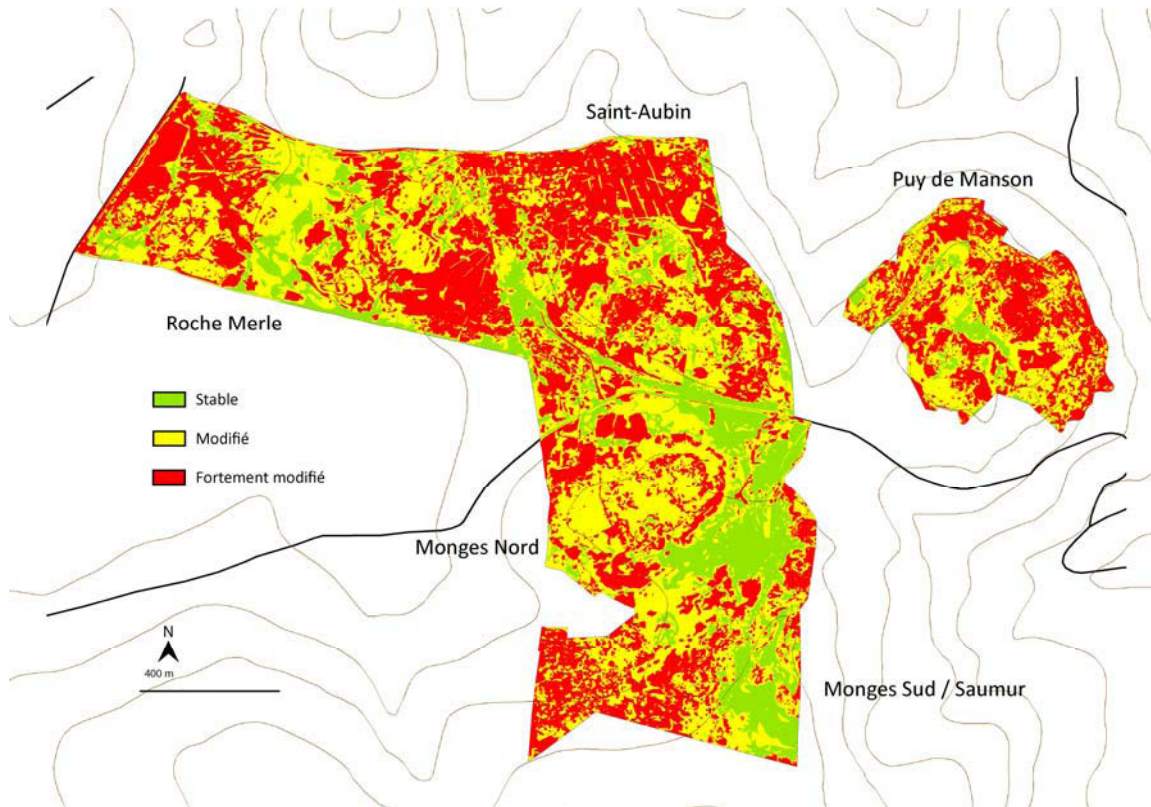 Saint-Aubin
Puy de Manson
Roche Merle
Stable
Modifié
Fortement modifié
Monges Nord
N
400 m
Monges Sud / Saumur